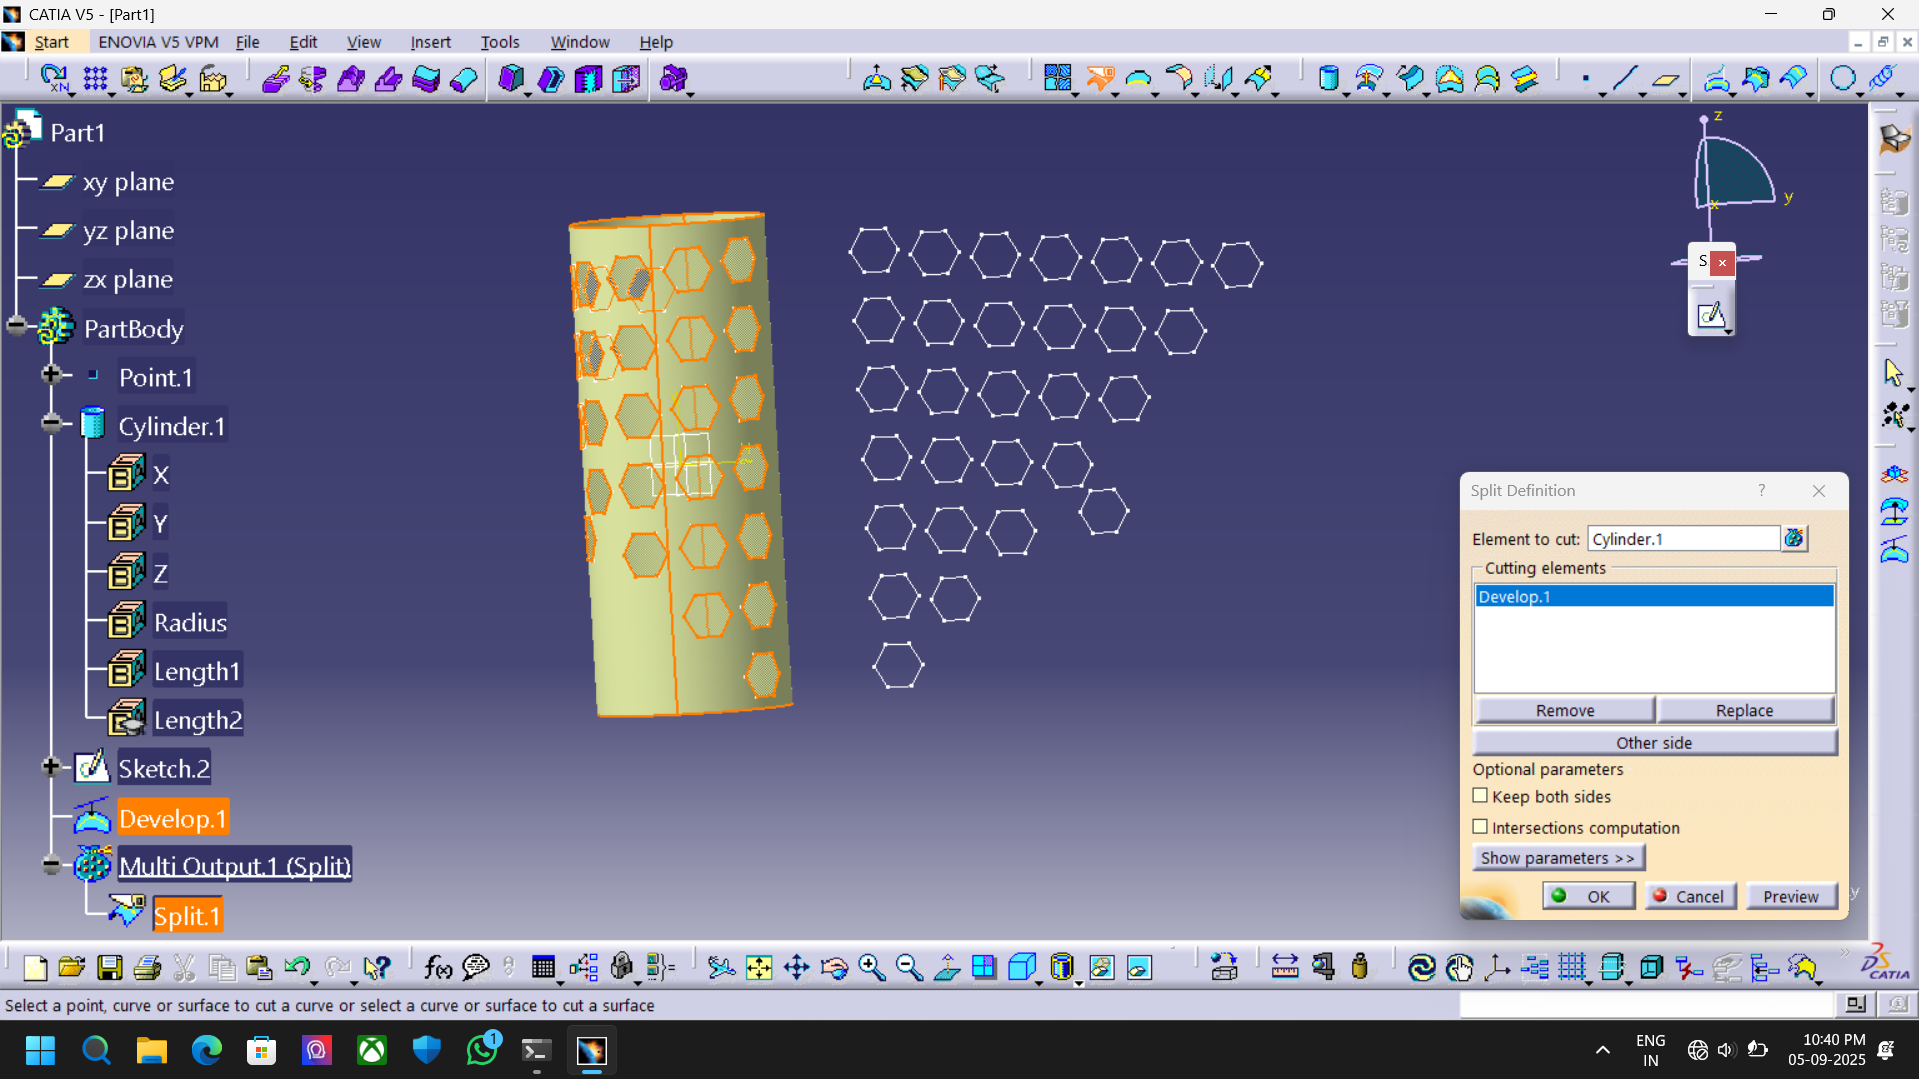 CATIA V5 - [Part1]
Start ENOVIA V5 VPM File Edit View Insert Tools Window Help
Part1
xy plane
yz plane
zx plane
PartBody
Point.1
Cylinder.1
X
Y
Z
Radius
Length1
Length2
Sketch.2
Develop.1
Multi Output.1 (Split)
Split.1
z
y
x
S
Split Definition
Element to cut: Cylinder.1
Cutting elements
Develop.1
Remove Replace
Other side
Optional parameters
Keep both sides
Intersections computation
Show parameters >>
OK Cancel Preview
y
f(x)
CATIA
Select a point, curve or surface to cut a curve or select a curve or surface to cut a surface
1
ENG
IN
10:40 PM
05-09-2025